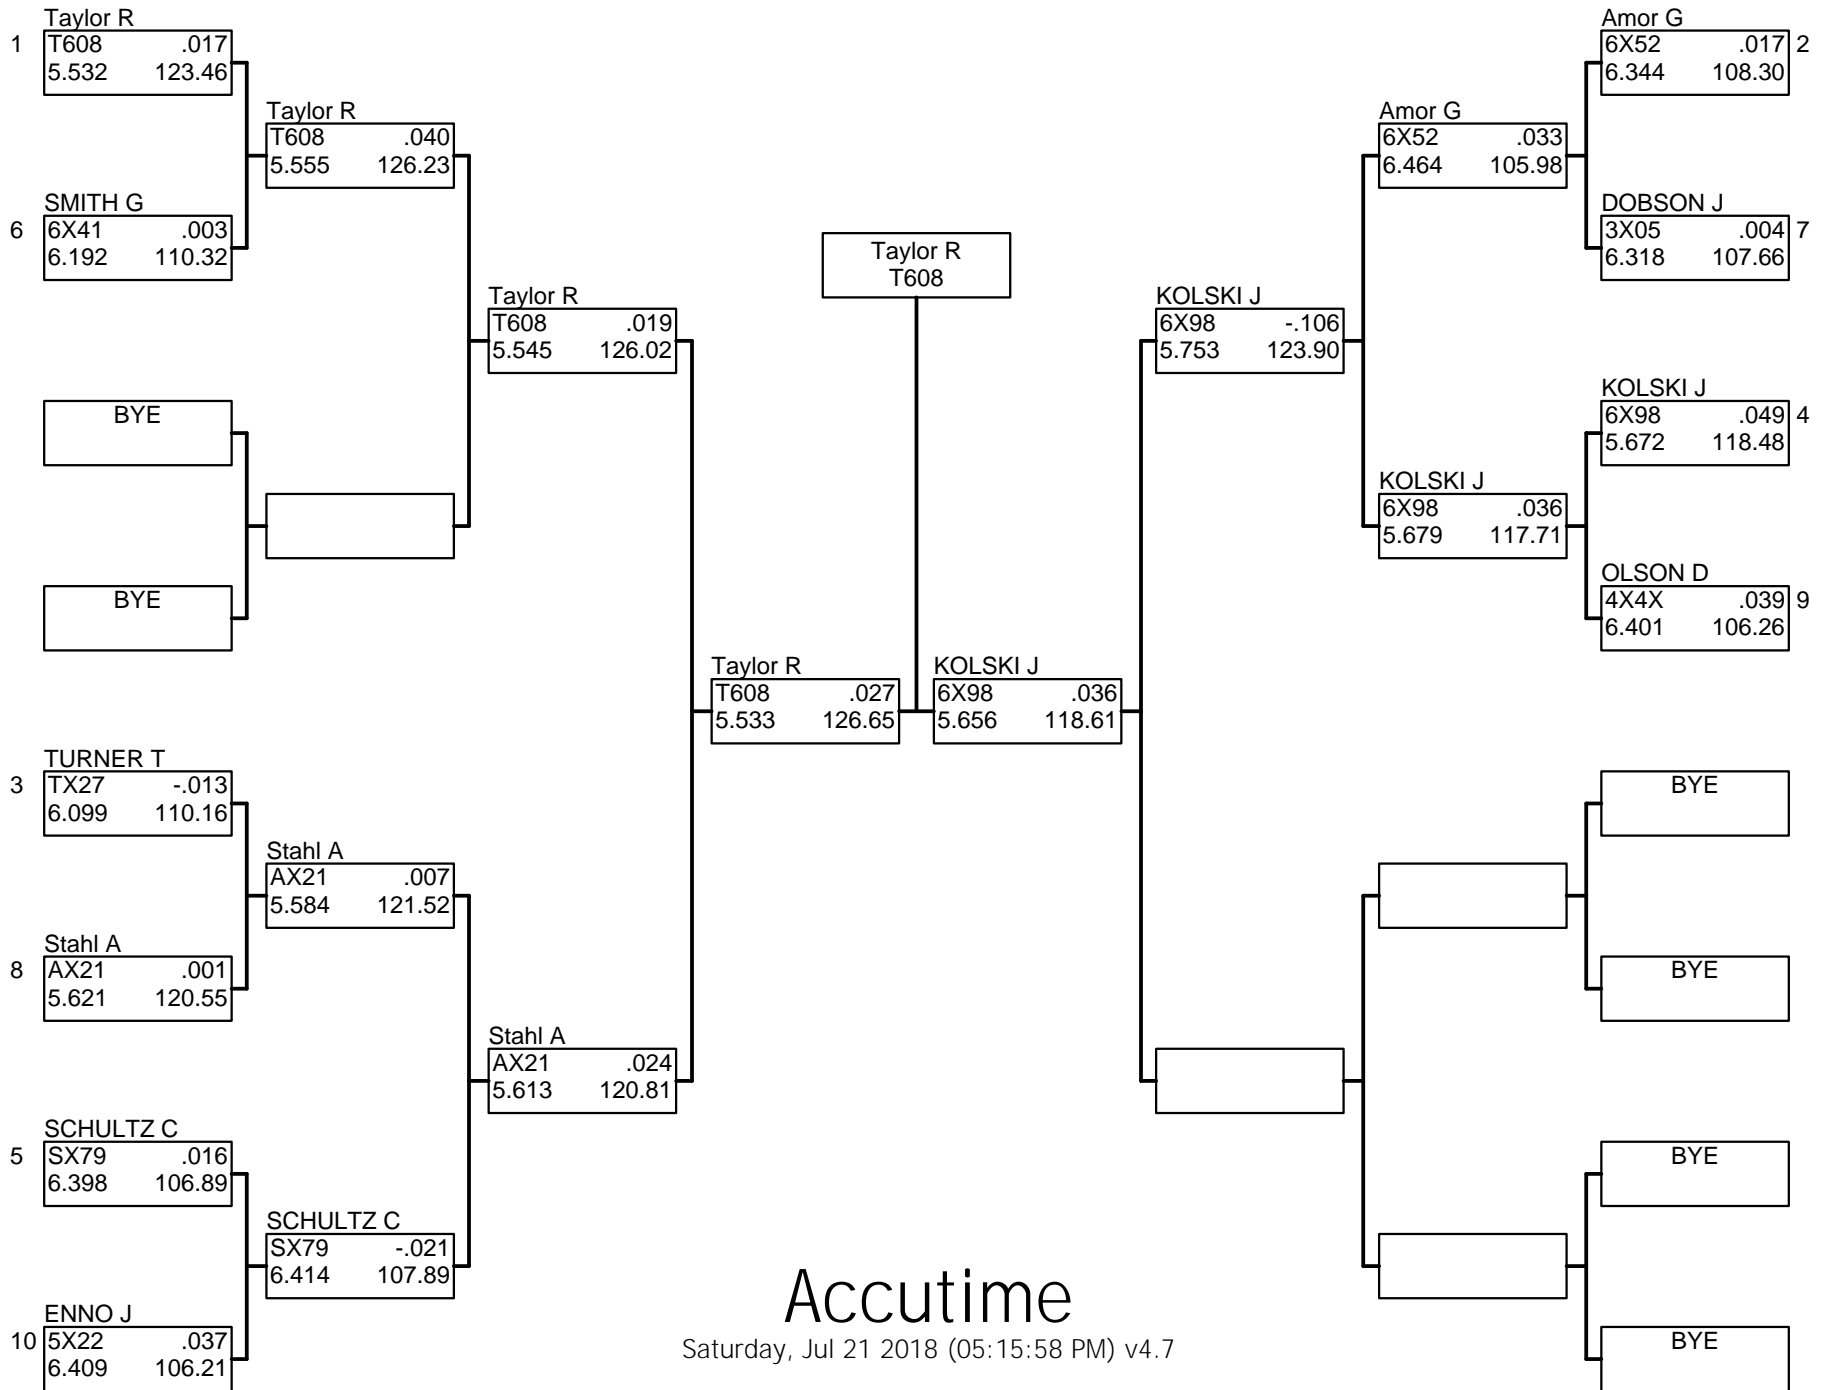 Taylor R
1 T608 .017
5.532 123.46
SMITH G
6 6X41 .003
6.192 110.32
BYE
BYE
TURNER T
3 TX27 -.013
6.099 110.16
Stahl A
8 AX21 .001
5.621 120.55
SCHULTZ C
5 SX79 .016
6.398 106.89
ENNO J
10 5X22 .037
6.409 106.21
Taylor R
T608 .040
5.555 126.23
Stahl A
AX21 .007
5.584 121.52
SCHULTZ C
SX79 -.021
6.414 107.89
Taylor R
T608 .019
5.545 126.02
Stahl A
AX21 .024
5.613 120.81
Taylor R
T608 .027
5.533 126.65
Taylor R
T608
KOLSKI J
6X98 .036
5.656 118.61
KOLSKI J
6X98 -.106
5.753 123.90
Amor G
6X52 .033
6.464 105.98
KOLSKI J
6X98 .036
5.679 117.71
Amor G
6X52 .017 2
6.344 108.30
DOBSON J
3X05 .004 7
6.318 107.66
KOLSKI J
6X98 .049 4
5.672 118.48
OLSON D
4X4X .039 9
6.401 106.26
BYE
BYE
BYE
BYE
Accutime
Saturday, Jul 21 2018 (05:15:58 PM) v4.7